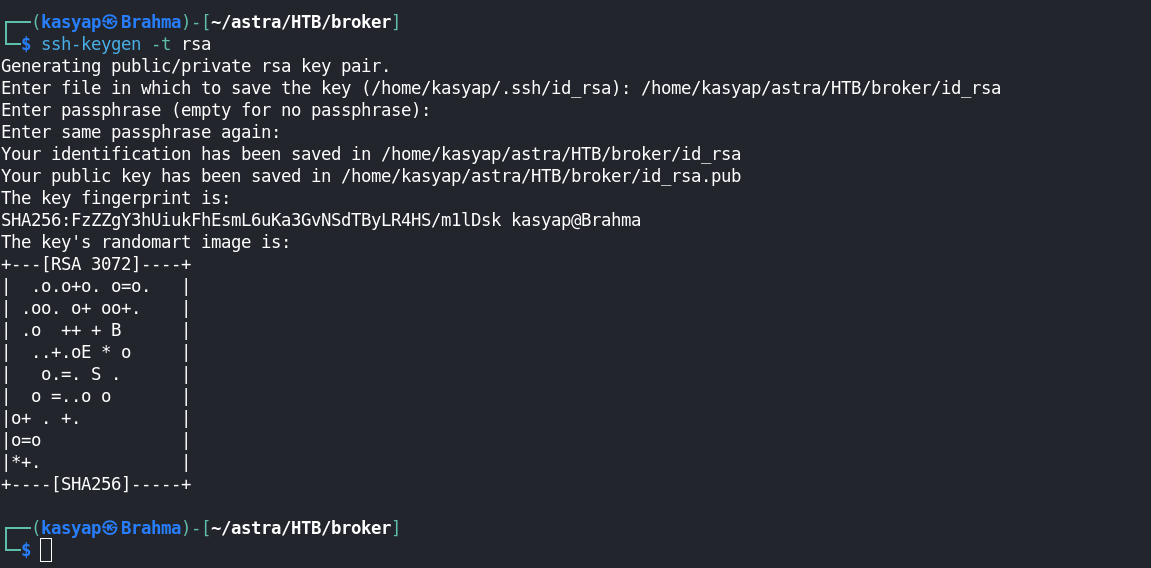 ┌──(kasyap㉿Brahma)-[~/astra/HTB/broker]
└─$ ssh-keygen -t rsa
Generating public/private rsa key pair.
Enter file in which to save the key (/home/kasyap/.ssh/id_rsa): /home/kasyap/astra/HTB/broker/id_rsa
Enter passphrase (empty for no passphrase):
Enter same passphrase again:
Your identification has been saved in /home/kasyap/astra/HTB/broker/id_rsa
Your public key has been saved in /home/kasyap/astra/HTB/broker/id_rsa.pub
The key fingerprint is:
SHA256:FzZZgY3hUiukFhEsmL6uKa3GvNSdTByLR4HS/m1lDsk kasyap@Brahma
The key's randomart image is:
+---[RSA 3072]----+
|  .o.o+o. o=o.   |
| .oo. o+ oo+.    |
| .o  ++ + B      |
|  ..+.oE * o     |
|   o.=. S .      |
|  o =..o o       |
|o+ . +.          |
|o=o              |
|*+.              |
+----[SHA256]-----+
┌──(kasyap㉿Brahma)-[~/astra/HTB/broker]
└─$